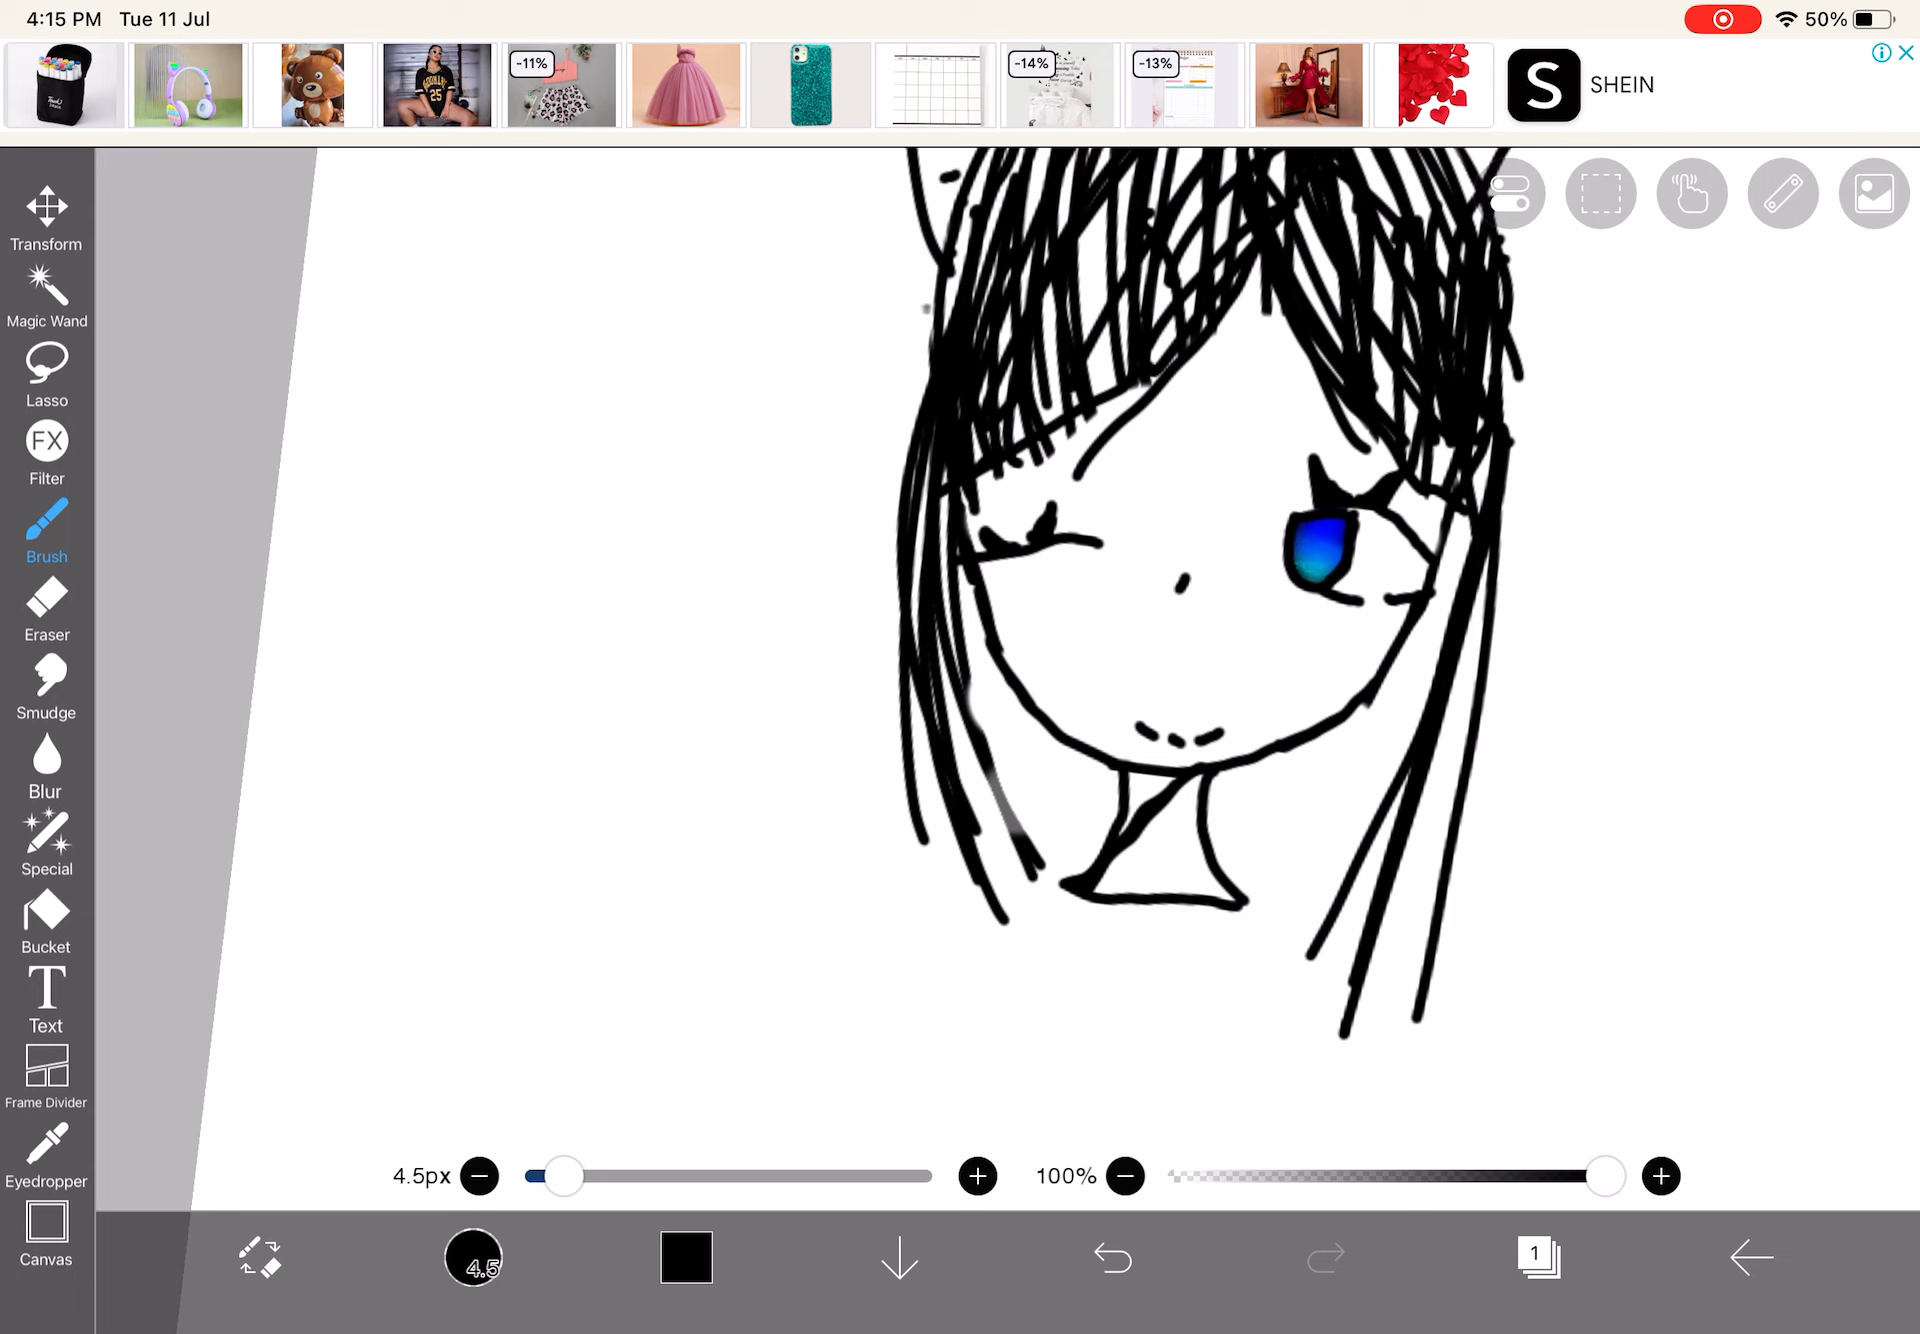 4:15 PM Tue 11 Jul
50%
-11%
-14%
-13%
S
SHEIN
25
Transform
Magic Wand
Lasso
FX
Filter
Brush
Eraser
Smudge
Blur
Special
Bucket
T
Text
Frame Divider
Eyedropper
Canvas
4.5px
100%
4.5
1